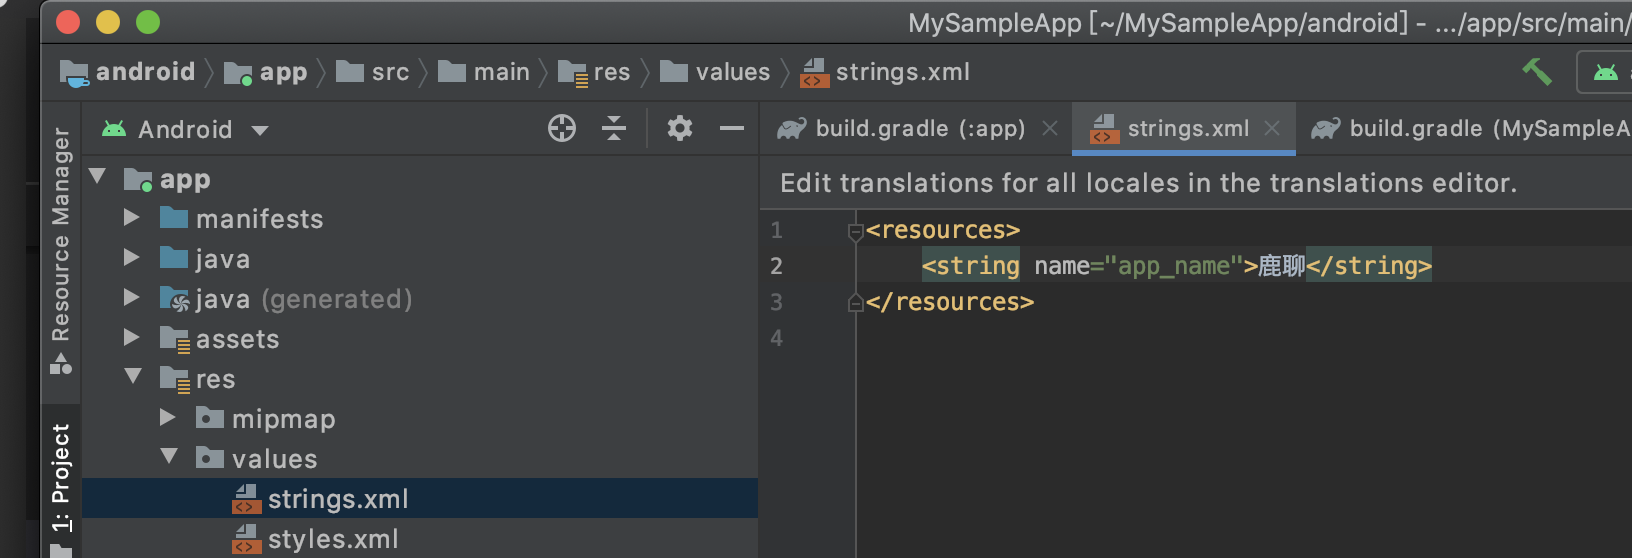 MySampleApp [~/MySampleApp/android] - .../app/src/main/
android app src main res values strings.xml
Android
build.gradle (:app) strings.xml build.gradle (MySampleA
Resource Manager
1: Project
Edit translations for all locales in the translations editor.
app
manifests
java
java (generated)
assets
res
mipmap
values
strings.xml
styles.xml
1 <resources>
2 <string name="app_name">鹿聊</string>
3 </resources>
4